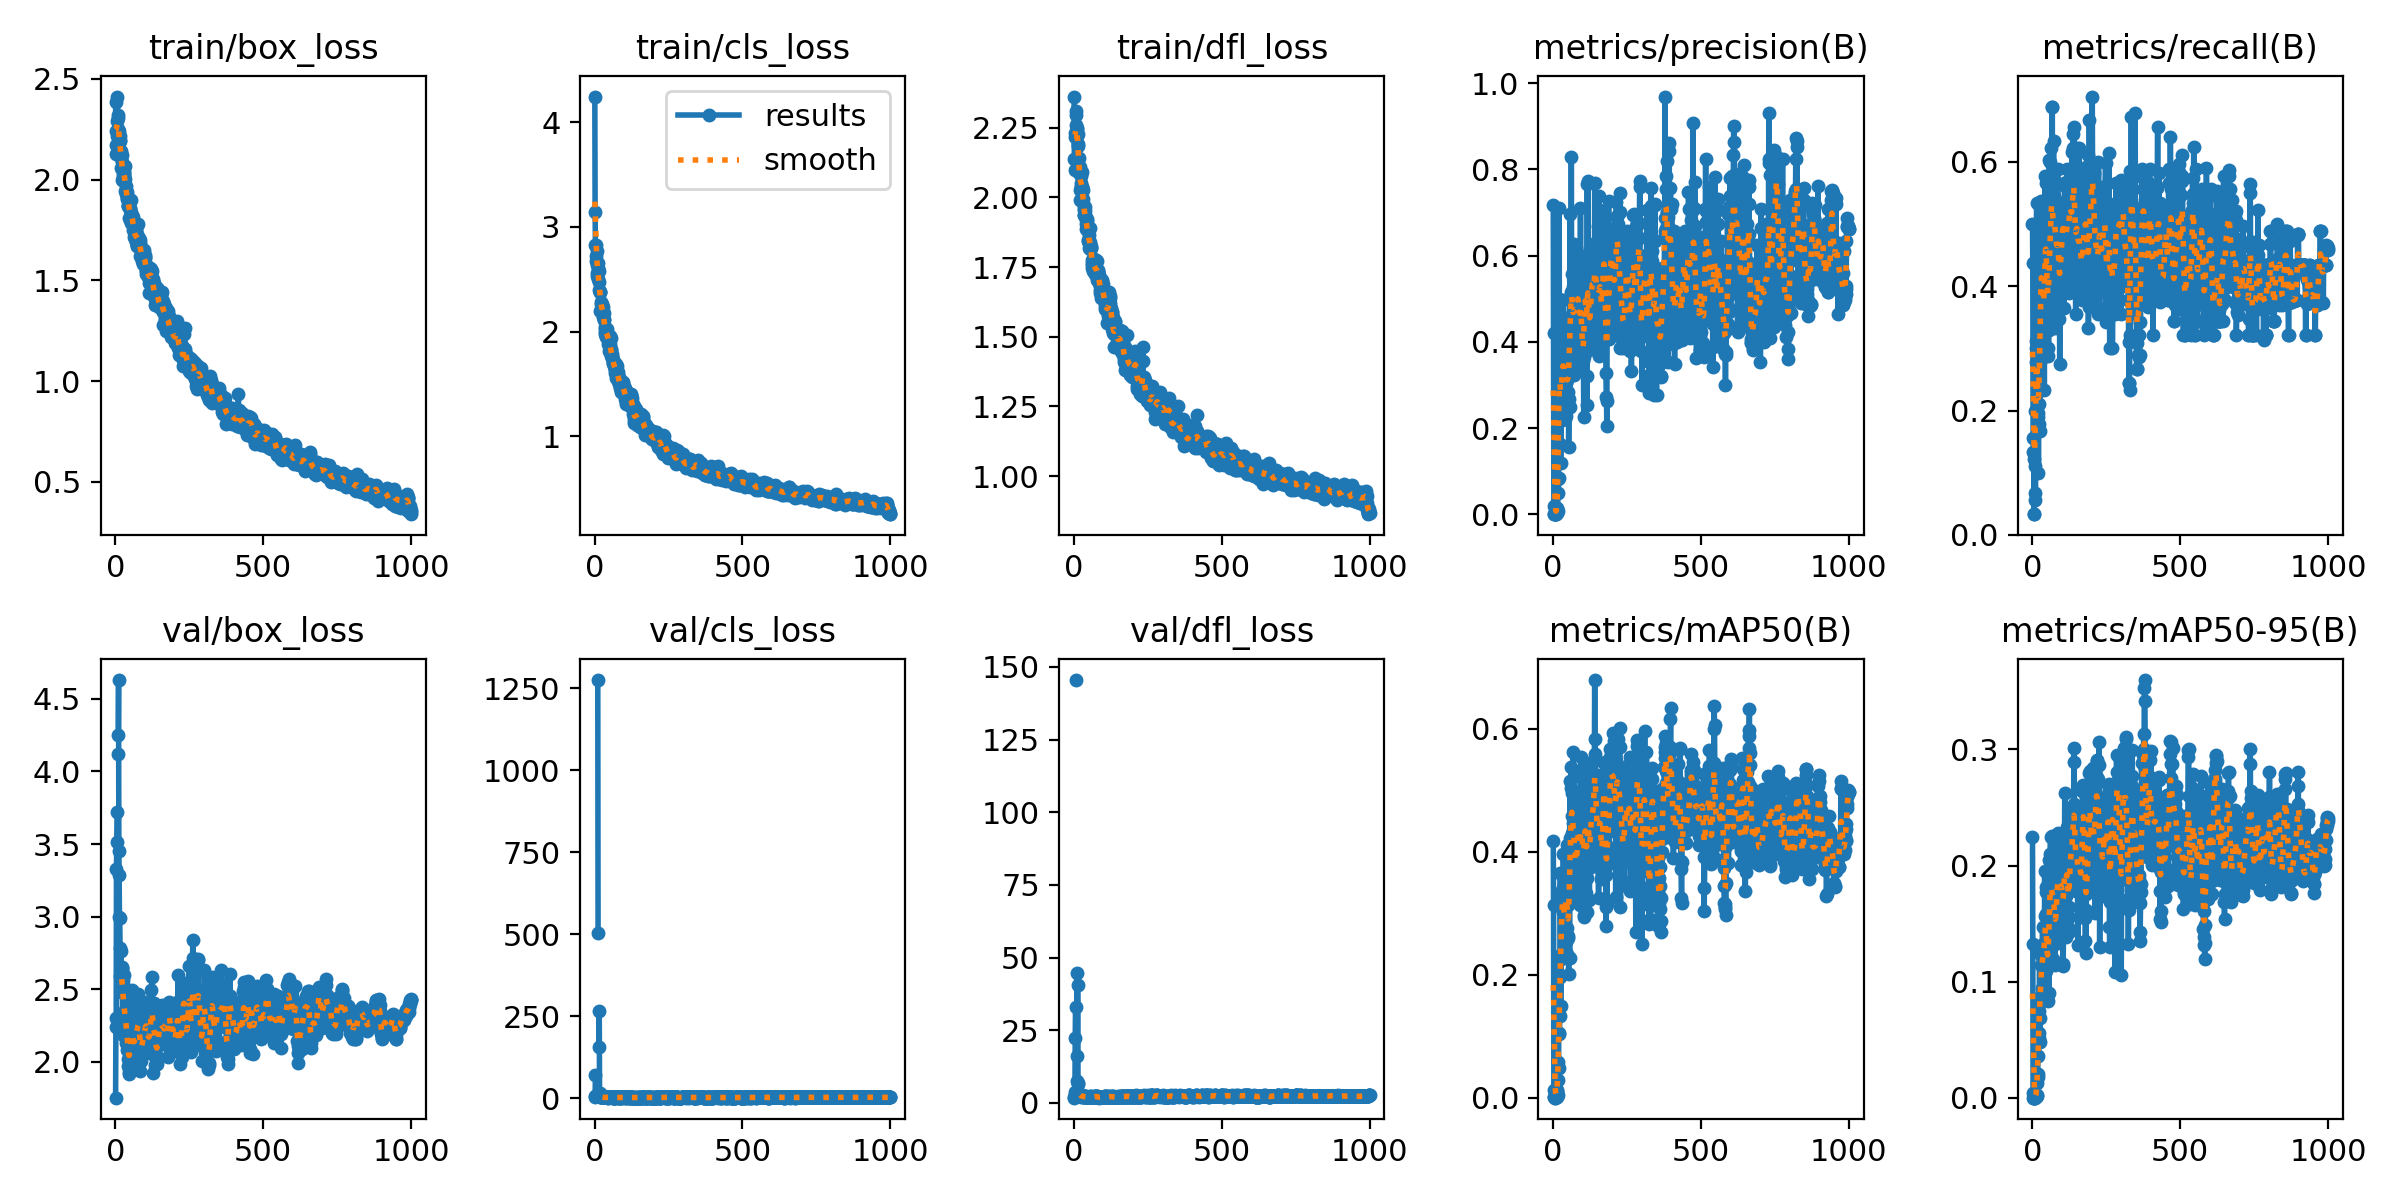 train/box_loss
2.5
2.0
1.5
1.0
0.5
0 500 1000
train/cls_loss
results
smooth
4
3
2
1
0 500 1000
train/dfl_loss
2.25
2.00
1.75
1.50
1.25
1.00
0 500 1000
metrics/precision(B)
1.0
0.8
0.6
0.4
0.2
0.0
0 500 1000
metrics/recall(B)
0.6
0.4
0.2
0.0
0 500 1000
val/box_loss
4.5
4.0
3.5
3.0
2.5
2.0
0 500 1000
val/cls_loss
1250
1000
750
500
250
0
0 500 1000
val/dfl_loss
150
125
100
75
50
25
0
0 500 1000
metrics/mAP50(B)
0.6
0.4
0.2
0.0
0 500 1000
metrics/mAP50-95(B)
0.3
0.2
0.1
0.0
0 500 1000